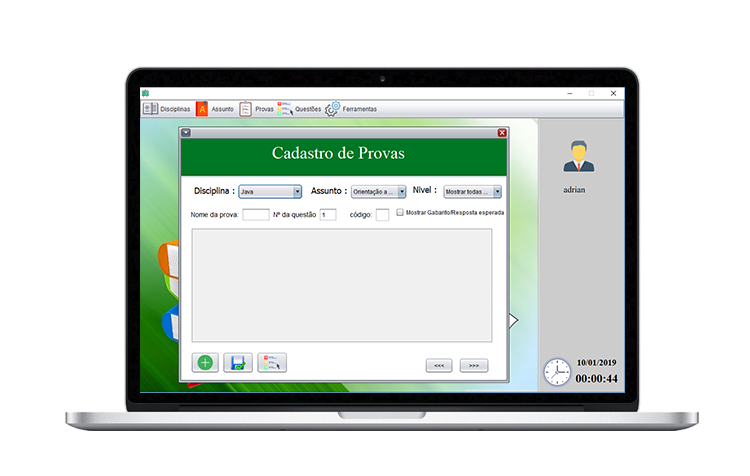 Disciplinas Assunto Provas Questões Ferramentas
Cadastro de Provas
Disciplina : Java Assunto : Orientação a ... Nível : Mostrar todas ...
Nome da prova: Nº da questão 1 código: Mostrar Gabarito/Resposta esperada
<<< >>>
adrian
10/01/2019
00:00:44